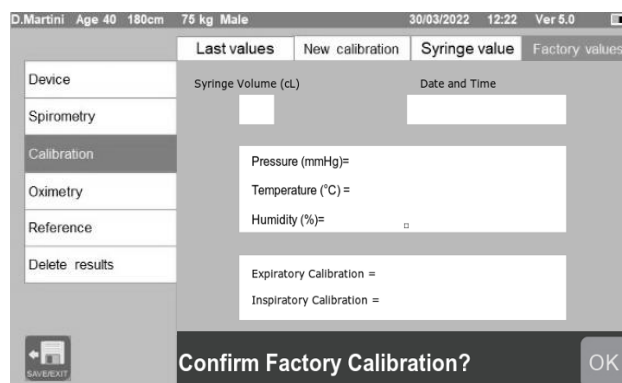 D.Martini Age 40 180cm 75 kg Male 30/03/2022 12:22 Ver 5.0
Last values New calibration Syringe value Factory values
Device
Spirometry
Calibration
Oximetry
Reference
Delete results
Syringe Volume (cL) Date and Time
Pressure (mmHg)=
Temperature (°C) =
Humidity (%)=
Expiratory Calibration =
Inspiratory Calibration =
SAVE/EXIT
Confirm Factory Calibration? OK